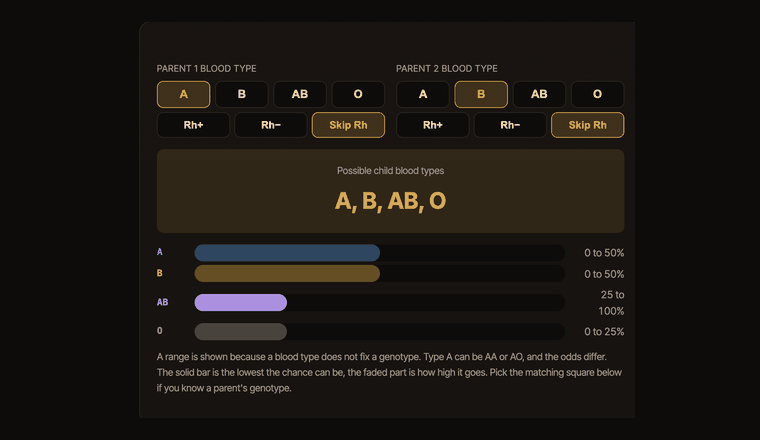 PARENT 1 BLOOD TYPE
PARENT 2 BLOOD TYPE
A B AB O
A B AB O
Rh+ Rh− Skip Rh
Rh+ Rh− Skip Rh
Possible child blood types
A, B, AB, O
A 0 to 50%
B 0 to 50%
AB 25 to
100%
O 0 to 25%
A range is shown because a blood type does not fix a genotype. Type A can be AA or AO, and the odds differ.
The solid bar is the lowest the chance can be, the faded part is how high it goes. Pick the matching square below
if you know a parent's genotype.